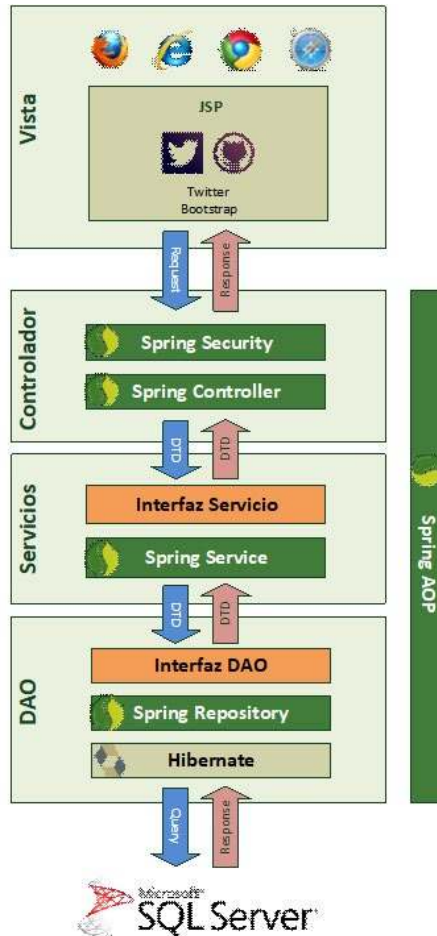 Vista
JSP
Twitter
Bootstrap
Request
Response
Controlador
Spring Security
Spring Controller
DTD
DTD
Servicios
Interfaz Servicio
Spring Service
DTD
DTD
DAO
Interfaz DAO
Spring Repository
Hibernate
Spring AOP
Query
Response
Microsoft
SQL Server